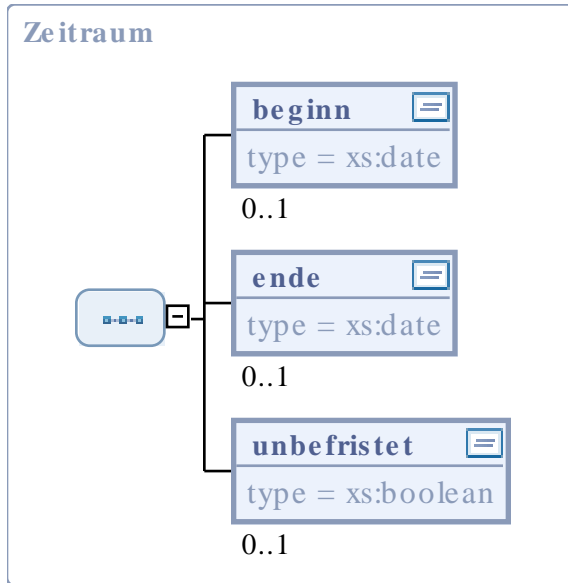 Zeitraum
beginn
type = xs:date
0..1
ende
type = xs:date
0..1
unbefristet
type = xs:boolean
0..1